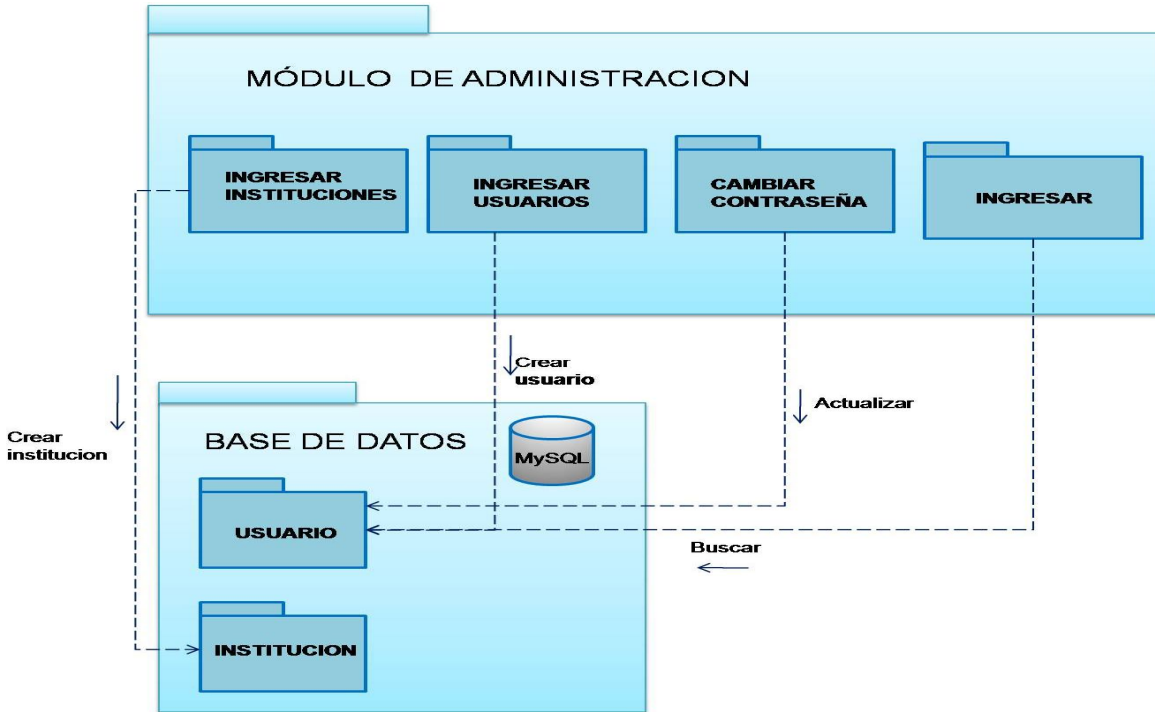 MÓDULO DE ADMINISTRACION
INGRESAR
INSTITUCIONES
INGRESAR
USUARIOS
CAMBIAR
CONTRASEÑA
INGRESAR
Crear
usuario
Actualizar
Crear
institucion
BASE DE DATOS
MySQL
USUARIO
Buscar
INSTITUCION